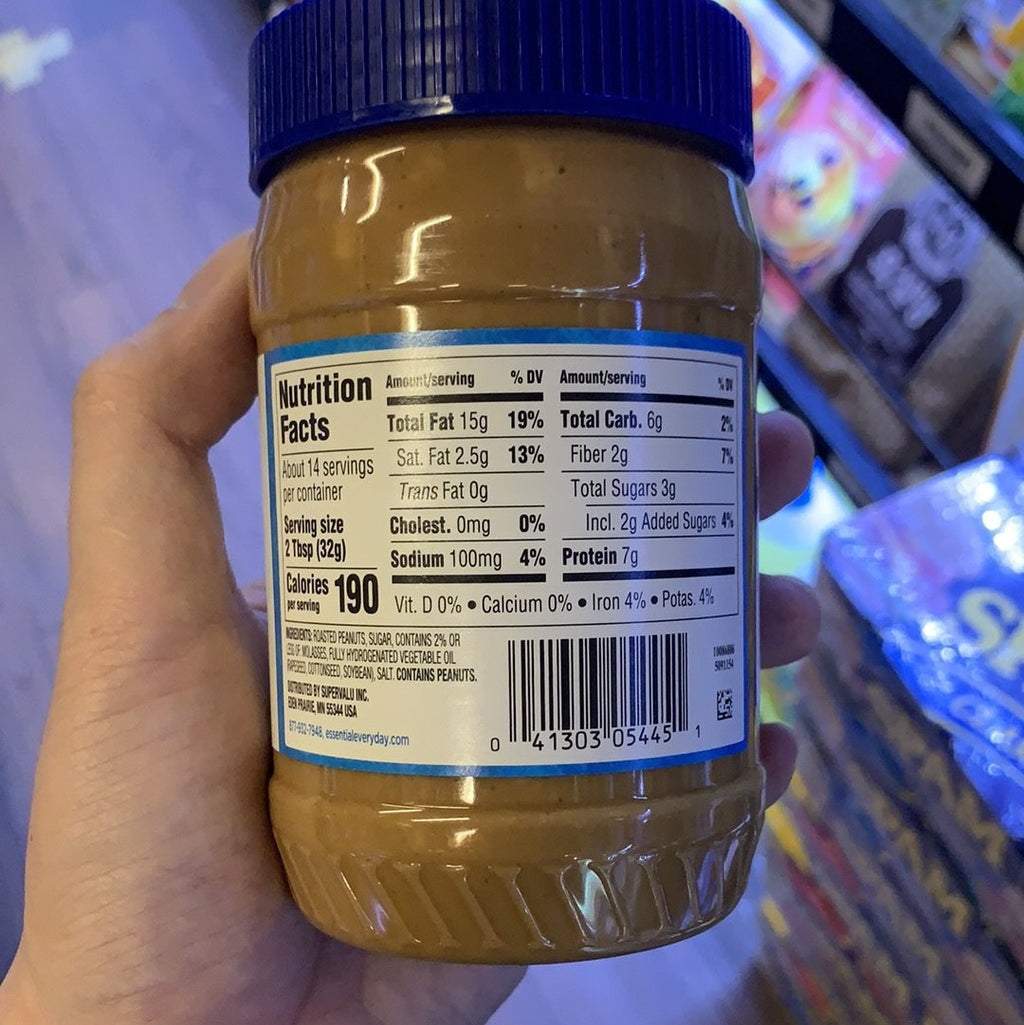 Nutrition
Facts
About 14 servings
per container
Serving size
2 Tbsp (32g)
Calories 190
per serving
Amount/serving % DV
Total Fat 15g 19%
Sat. Fat 2.5g 13%
Trans Fat 0g
Cholest. 0mg 0%
Sodium 100mg 4%
Amount/serving % DV
Total Carb. 6g 2%
Fiber 2g 7%
Total Sugars 3g
Incl. 2g Added Sugars 4%
Protein 7g
Vit. D 0% • Calcium 0% • Iron 4% • Potas. 4%
INGREDIENTS: ROASTED PEANUTS, SUGAR, CONTAINS 2% OR
LESS OF: MOLASSES, FULLY HYDROGENATED VEGETABLE OIL
(RAPESEED, COTTONSEED, SOYBEAN), SALT. CONTAINS PEANUTS.
DISTRIBUTED BY SUPERVALU INC.
EDEN PRAIRIE, MN 55344 USA
877-932-7948, essentialeveryday.com
0 41303 05445 1